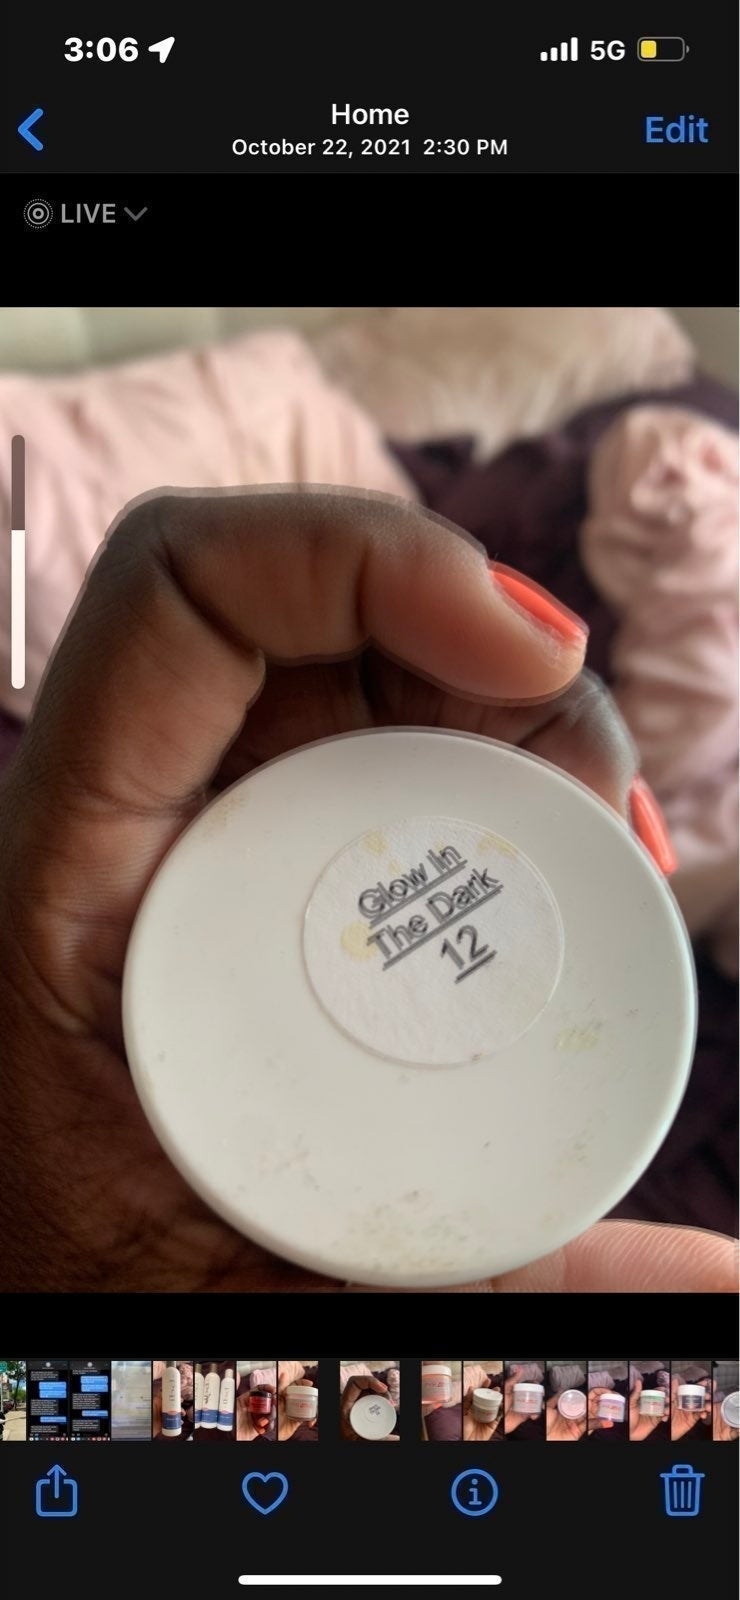 3:06
5G
Home
October 22, 2021 2:30 PM
Edit
LIVE
Glow In
The Dark
12